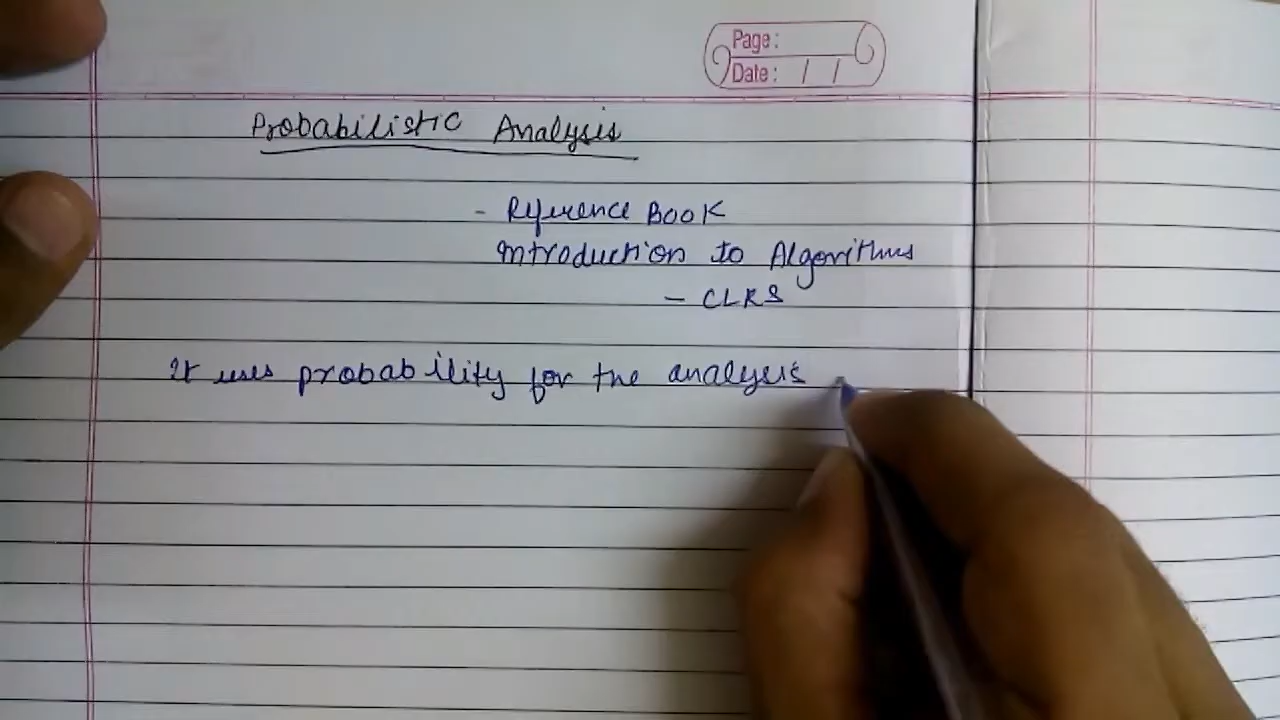 Page:
Date: / /
Probabilistic Analysis
- Reference Book
Introduction to Algorithms
- CLRS
It uses probability for the analysis